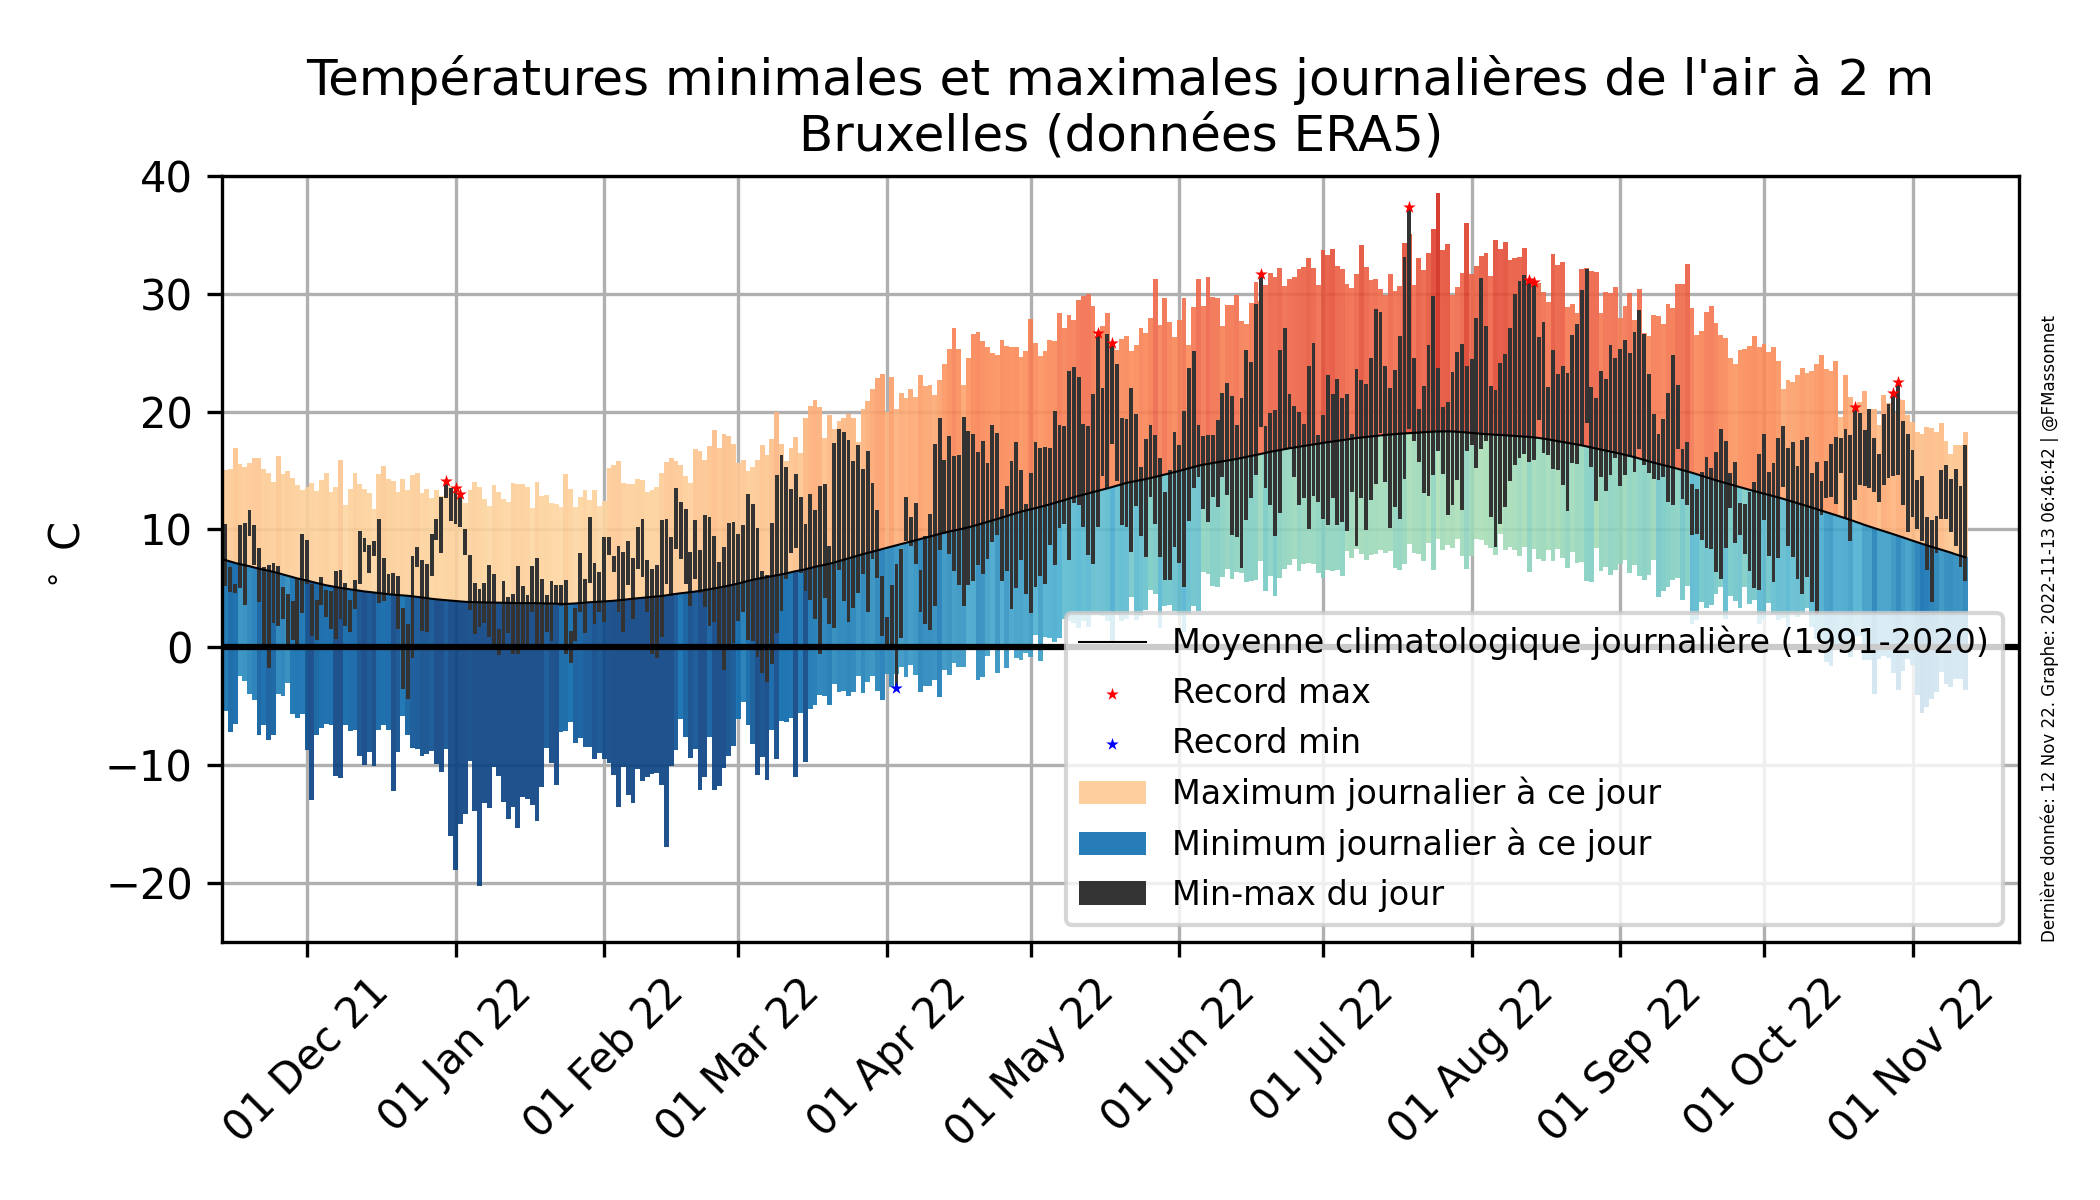 Températures minimales et maximales journalières de l'air à 2 m
Bruxelles (données ERA5)
40
30
20
10
0
−10
−20
° C
01 Dec 21
01 Jan 22
01 Feb 22
01 Mar 22
01 Apr 22
01 May 22
01 Jun 22
01 Jul 22
01 Aug 22
01 Sep 22
01 Oct 22
01 Nov 22
Moyenne climatologique journalière (1991-2020)
Record max
Record min
Maximum journalier à ce jour
Minimum journalier à ce jour
Min-max du jour
Dernière donnée: 12 Nov 22. Graphe: 2022-11-13 06:46:42 | @FMassonnet